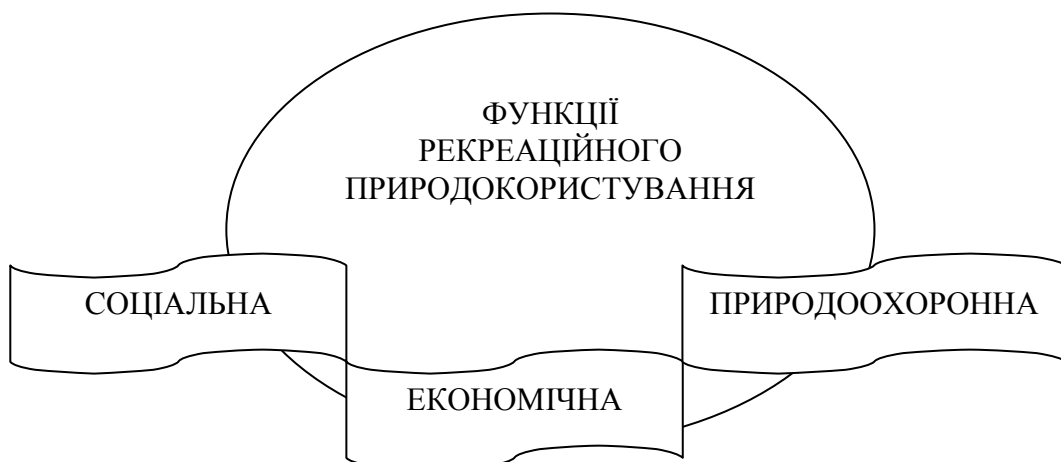 ФУНКЦІЇ
РЕКРЕАЦІЙНОГО
ПРИРОДОКОРИСТУВАННЯ
СОЦІАЛЬНА
ПРИРОДООХОРОННА
ЕКОНОМІЧНА